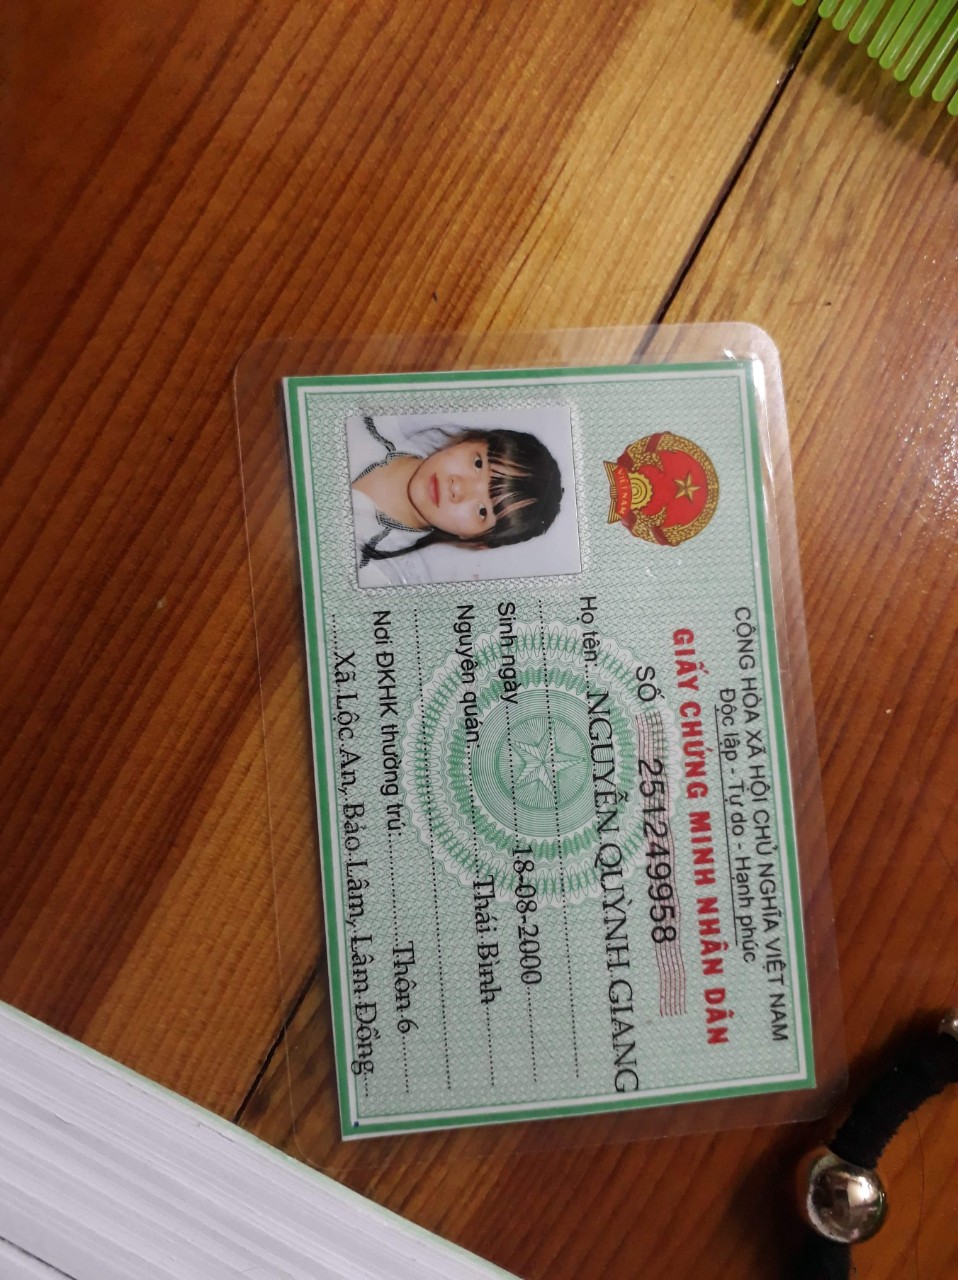 CỘNG HÒA XÃ HỘI CHỦ NGHĨA VIỆT NAM
Độc lập - Tự do - Hạnh phúc
GIẤY CHỨNG MINH NHÂN DÂN
SỐ 251249958
Họ tên: NGUYỄN QUỲNH GIANG
Sinh ngày 18-08-2000
Nguyên quán: Thái Bình
Nơi ĐKHK thường trú: Thôn 6
Xã Lộc An, Bảo Lâm, Lâm Đồng
VIỆT NAM